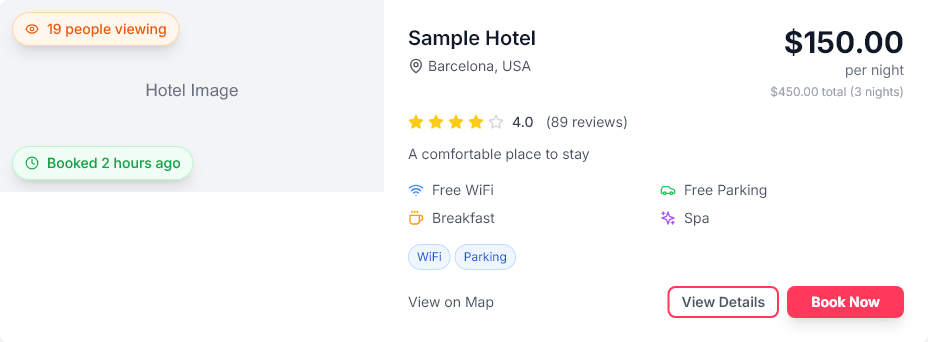 19 people viewing
Hotel Image
Booked 2 hours ago
Sample Hotel
Barcelona, USA
$150.00
per night
$450.00 total (3 nights)
4.0 (89 reviews)
A comfortable place to stay
Free WiFi
Free Parking
Breakfast
Spa
WiFi
Parking
View on Map
View Details
Book Now